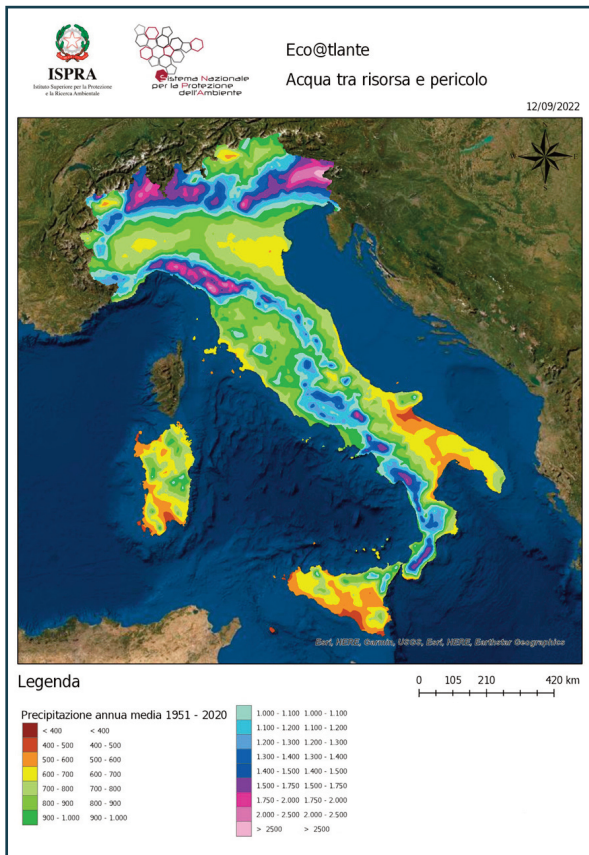 ISPRA
Istituto Superiore per la Protezione
e la Ricerca Ambientale
Sistema Nazionale
per la Protezione
dell'Ambiente
Eco@tlante
Acqua tra risorsa e pericolo
12/09/2022
Esri, HERE, Garmin, USGS, Esri, HERE, Earthstar Geographics
Legenda
0 105 210 420 km
Precipitazione annua media 1951 - 2020
< 400 < 400
400 - 500 400 - 500
500 - 600 500 - 600
600 - 700 600 - 700
700 - 800 700 - 800
800 - 900 800 - 900
900 - 1.000 900 - 1.000
1.000 - 1.100 1.000 - 1.100
1.100 - 1.200 1.100 - 1.200
1.200 - 1.300 1.200 - 1.300
1.300 - 1.400 1.300 - 1.400
1.400 - 1.500 1.400 - 1.500
1.500 - 1.750 1.500 - 1.750
1.750 - 2.000 1.750 - 2.000
2.000 - 2.500 2.000 - 2.500
> 2500 > 2500